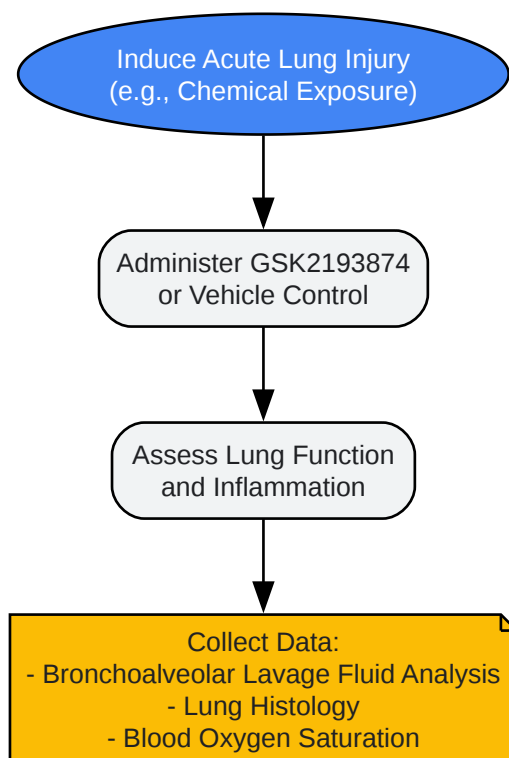 Induce Acute Lung Injury
(e.g., Chemical Exposure)
Administer GSK2193874
or Vehicle Control
Assess Lung Function
and Inflammation
Collect Data:
- Bronchoalveolar Lavage Fluid Analysis
- Lung Histology
- Blood Oxygen Saturation